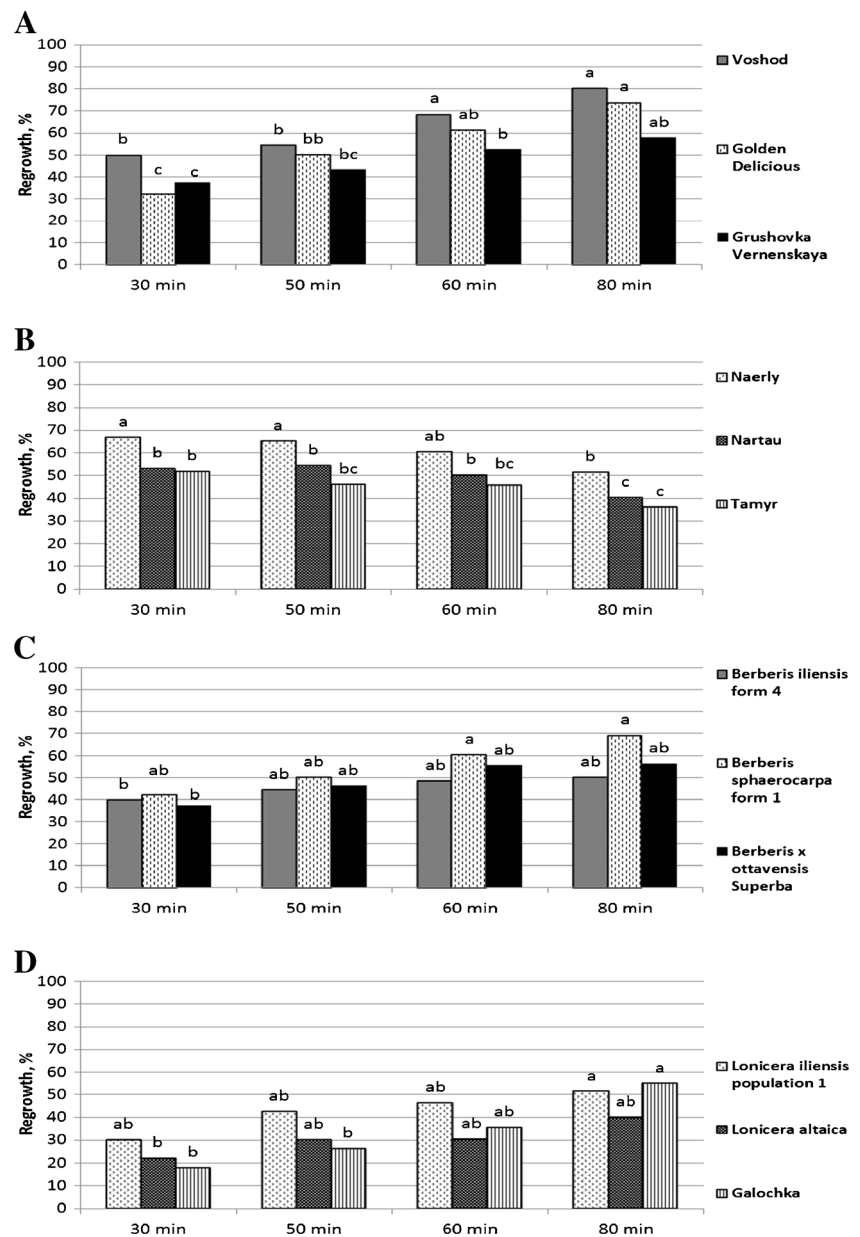 A
100
90
80
70
60
50
40
30
20
10
0
Regrowth, %
b c c b bb bc a ab b a a ab
30 min 50 min 60 min 80 min
Voshod
Golden
Delicious
Grushovka
Vernenskaya
B
100
90
80
70
60
50
40
30
20
10
0
Regrowth, %
a b b a b bc ab b bc b c c
30 min 50 min 60 min 80 min
Naerly
Nartau
Tamyr
C
100
90
80
70
60
50
40
30
20
10
0
Regrowth, %
b ab b ab ab ab ab a ab ab a ab
30 min 50 min 60 min 80 min
Berberis iliensis
form 4
Berberis
sphaerocarpa
form 1
Berberis x
ottavensis
Superba
D
100
90
80
70
60
50
40
30
20
10
0
Regrowth, %
ab b b ab ab b ab ab ab a ab a
30 min 50 min 60 min 80 min
Lonicera iliensis
population 1
Lonicera altaica
Galochka